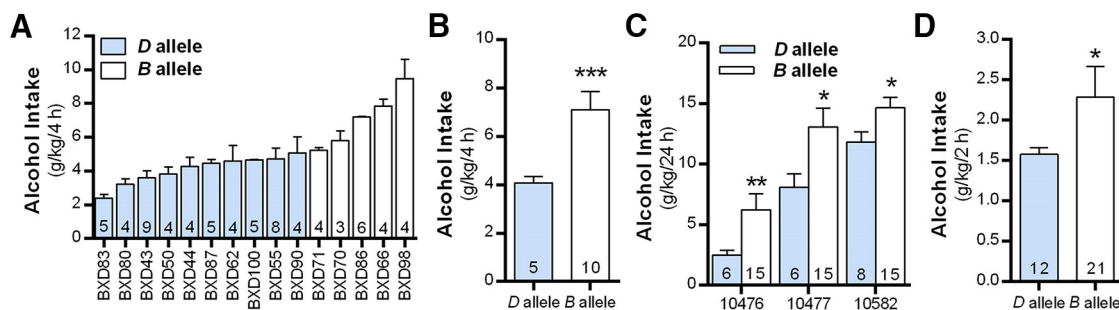 A
Alcohol Intake
(g/kg/4 h)
12
10
8
6
4
2
0
D allele
B allele
5
4
9
4
4
5
4
5
8
4
4
3
6
4
4
BXD83
BXD80
BXD43
BXD50
BXD44
BXD87
BXD62
BXD100
BXD55
BXD90
BXD71
BXD70
BXD86
BXD66
BXD98
B
Alcohol Intake
(g/kg/4 h)
10
8
6
4
2
0
***
5
10
D allele
B allele
C
Alcohol Intake
(g/kg/24 h)
20
15
10
5
0
D allele
B allele
**
*
*
6
15
6
15
8
15
10476
10477
10582
D
Alcohol Intake
(g/kg/2 h)
3.0
2.5
2.0
1.5
1.0
0.5
0.0
*
12
21
D allele
B allele